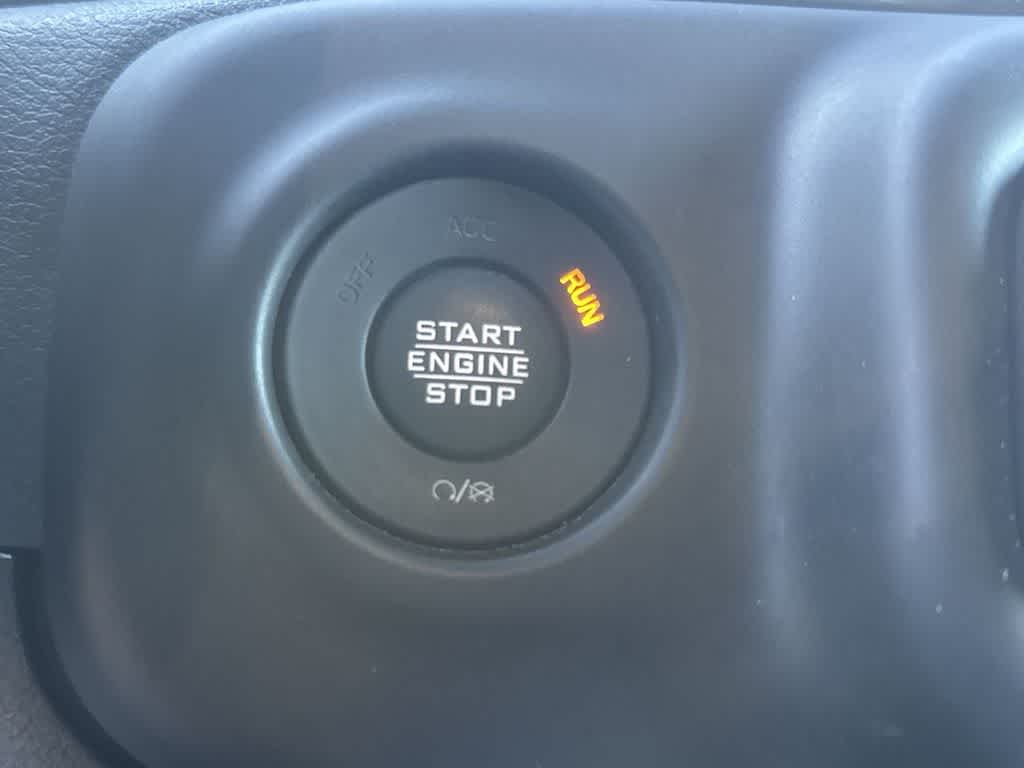 ACC
OFF
RUN
START
ENGINE
STOP